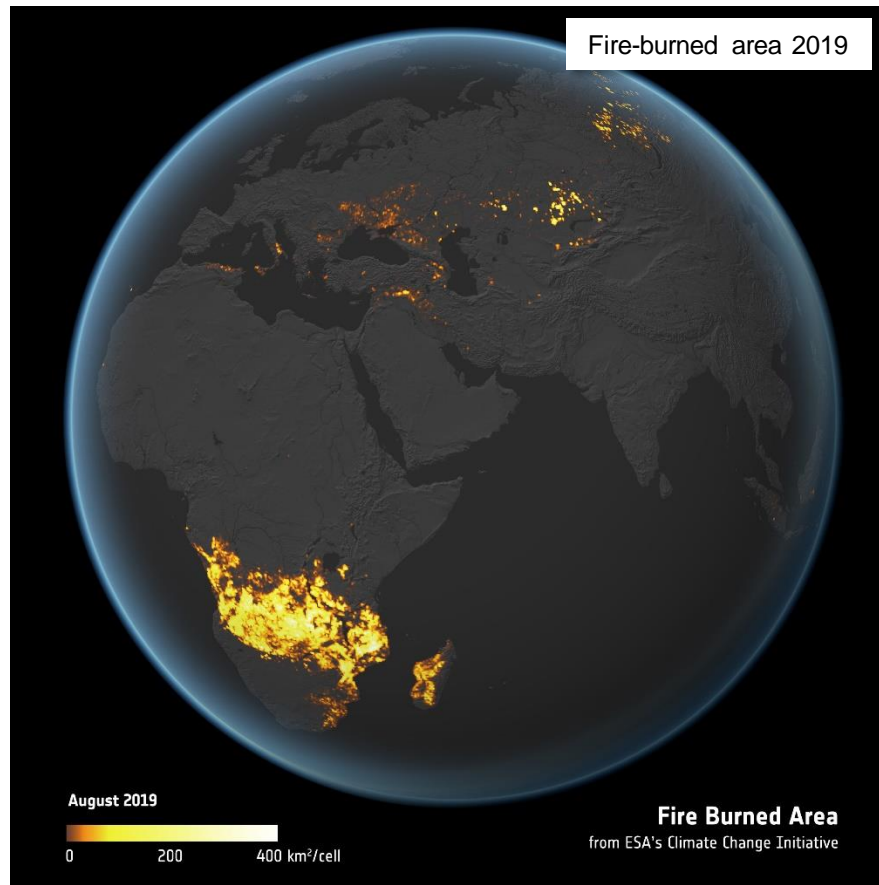 Fire-burned area 2019
August 2019
0 200 400 km²/cell
Fire Burned Area
from ESA's Climate Change Initiative